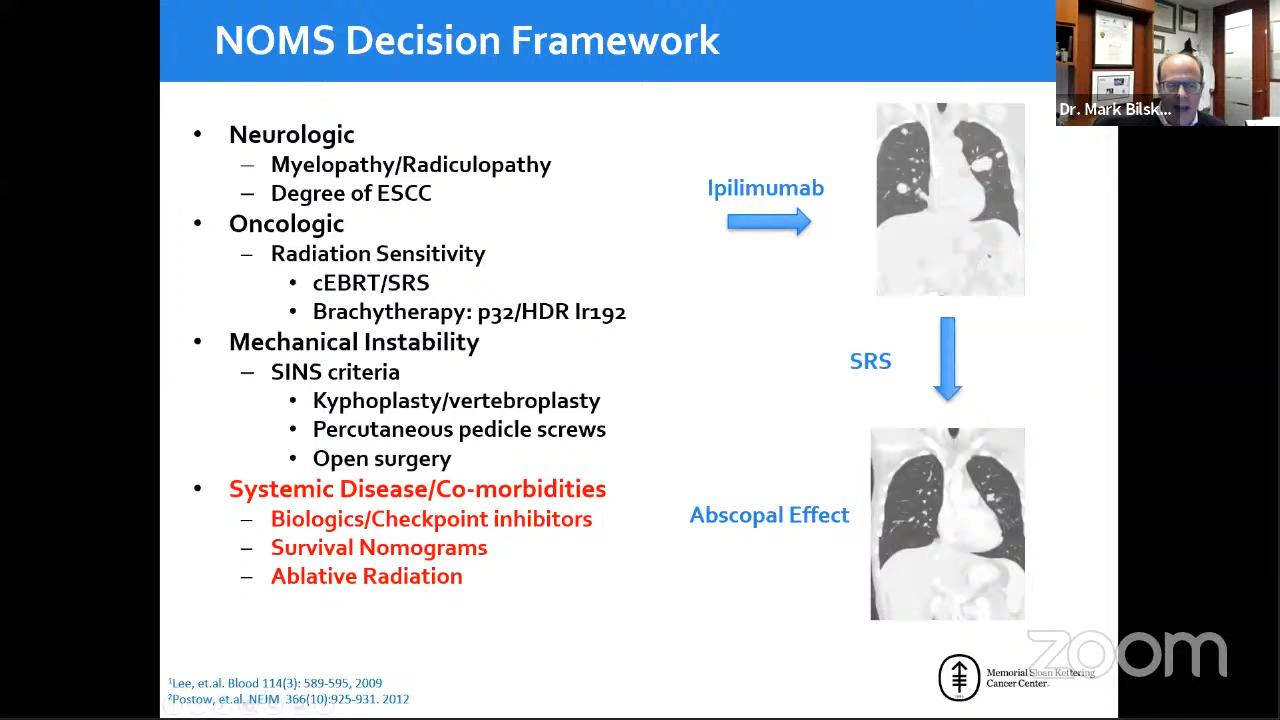 NOMS Decision Framework
Dr. Mark Bilsk...
• Neurologic
– Myelopathy/Radiculopathy
– Degree of ESCC
• Oncologic
– Radiation Sensitivity
• cEBRT/SRS
• Brachytherapy: p32/HDR Ir192
• Mechanical Instability
– SINS criteria
• Kyphoplasty/vertebroplasty
• Percutaneous pedicle screws
• Open surgery
• Systemic Disease/Co-morbidities
– Biologics/Checkpoint inhibitors
– Survival Nomograms
– Ablative Radiation
Ipilimumab
SRS
Abscopal Effect
¹Lee, et.al. Blood 114(3): 589-595, 2009
²Postow, et.al. NEJM 366(10):925-931. 2012
Memorial Sloan Kettering
Cancer Center
zoom